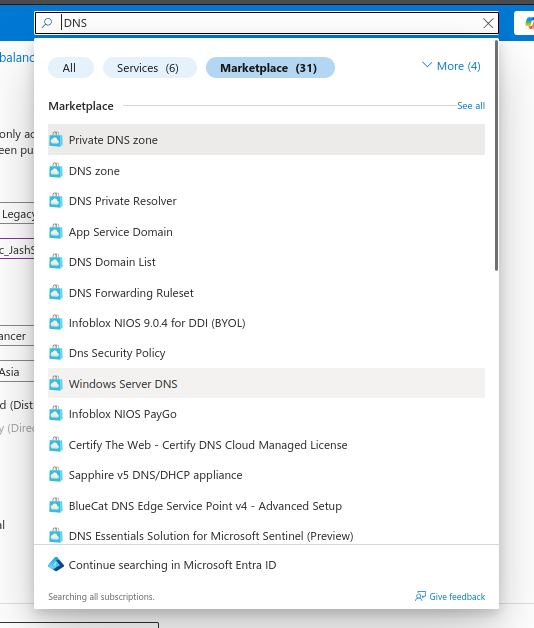 DNS
balanc
All
Services (6)
Marketplace (31)
More (4)
Marketplace
See all
only ac
een pu
Private DNS zone
DNS zone
DNS Private Resolver
Legacy
App Service Domain
c_JashS
DNS Domain List
DNS Forwarding Ruleset
Infoblox NIOS 9.0.4 for DDI (BYOL)
ancer
Dns Security Policy
Asia
Windows Server DNS
d (Dist
Infoblox NIOS PayGo
y (Direc
Certify The Web - Certify DNS Cloud Managed License
Sapphire v5 DNS/DHCP appliance
BlueCat DNS Edge Service Point v4 - Advanced Setup
al
DNS Essentials Solution for Microsoft Sentinel (Preview)
Continue searching in Microsoft Entra ID
Searching all subscriptions.
Give feedback